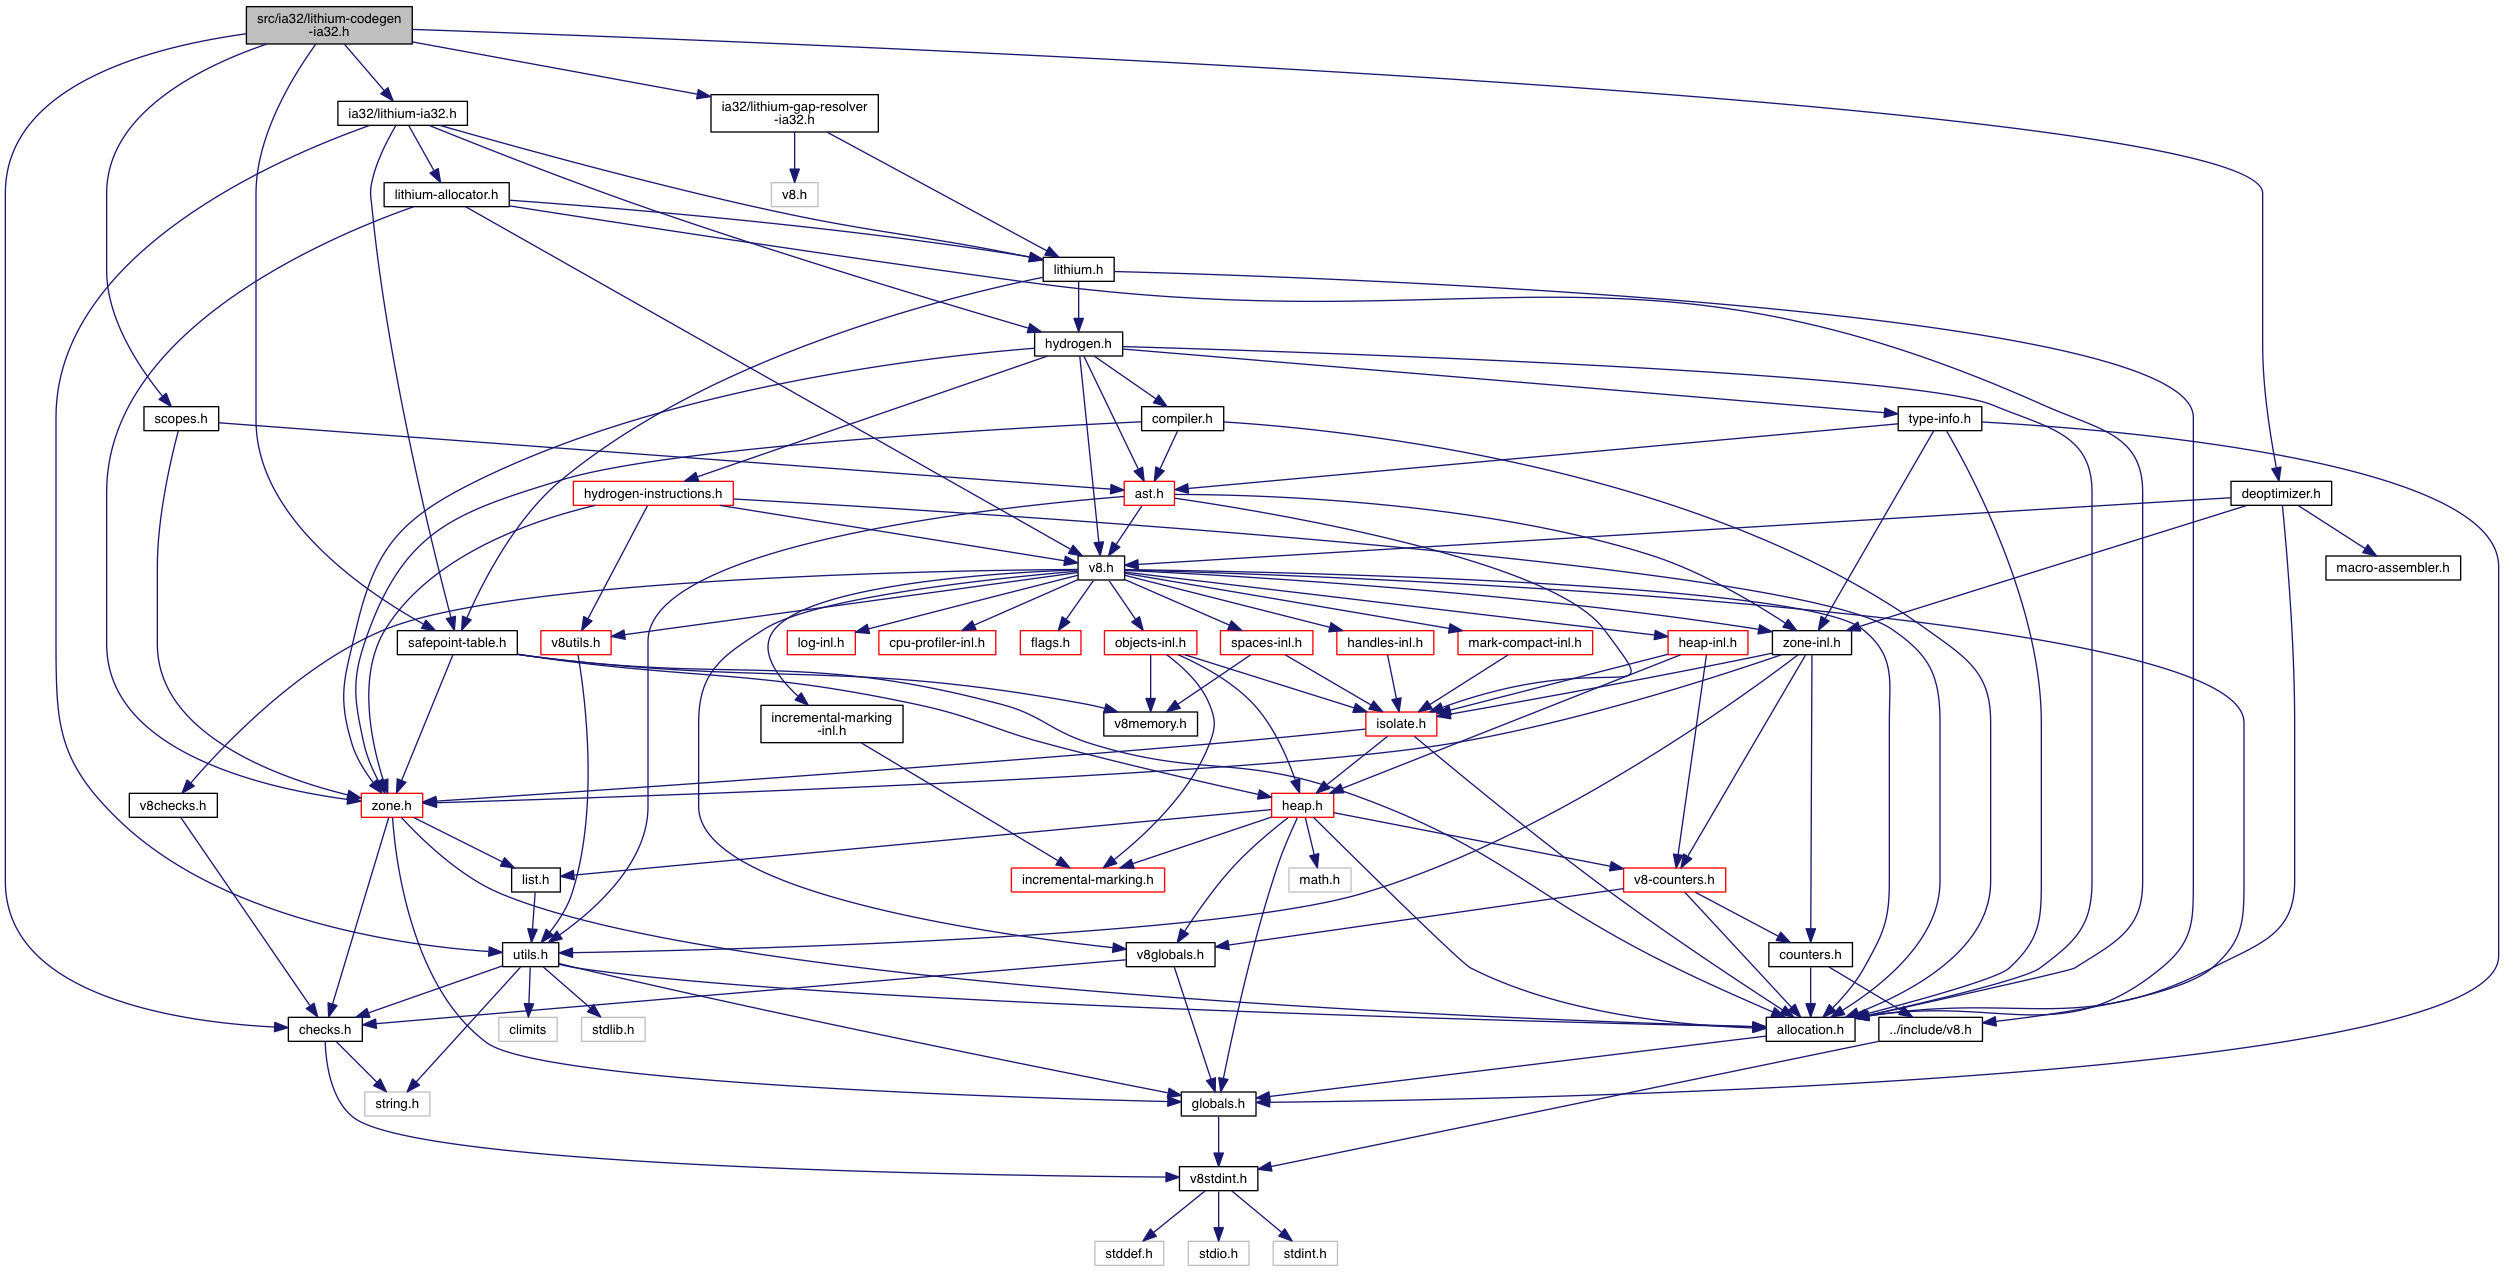 src/ia32/lithium-codegen
-ia32.h
ia32/lithium-ia32.h
ia32/lithium-gap-resolver
-ia32.h
lithium-allocator.h
v8.h
lithium.h
hydrogen.h
scopes.h
compiler.h
type-info.h
hydrogen-instructions.h
ast.h
deoptimizer.h
v8.h
macro-assembler.h
safepoint-table.h
v8utils.h
log-inl.h
cpu-profiler-inl.h
flags.h
objects-inl.h
spaces-inl.h
handles-inl.h
mark-compact-inl.h
heap-inl.h
zone-inl.h
incremental-marking
-inl.h
v8memory.h
isolate.h
v8checks.h
zone.h
heap.h
list.h
incremental-marking.h
math.h
v8-counters.h
utils.h
v8globals.h
counters.h
checks.h
climits
stdlib.h
allocation.h
../include/v8.h
string.h
globals.h
v8stdint.h
stddef.h
stdio.h
stdint.h